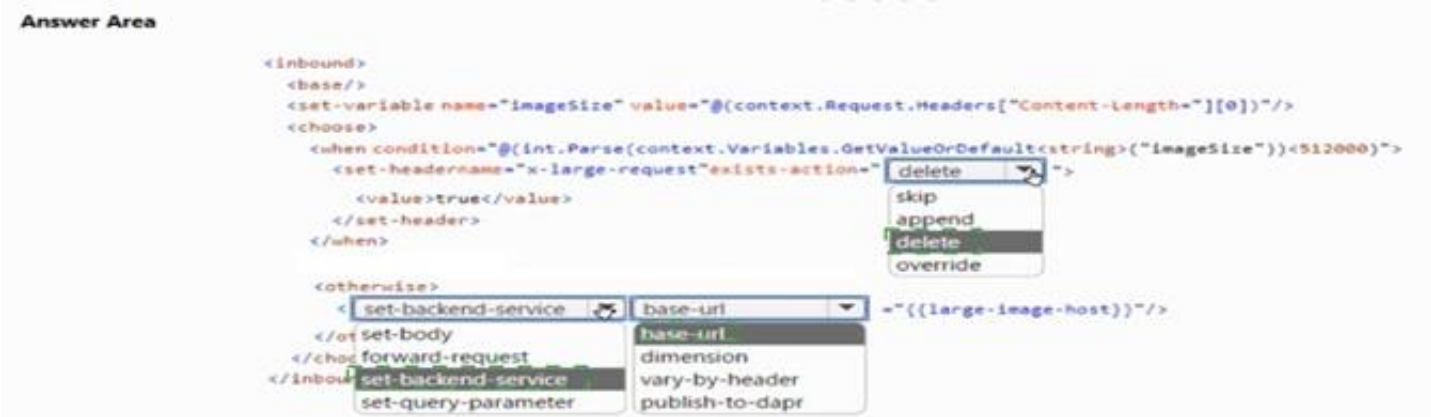 Answer Area
<inbound>
<base/>
<set-variable name="imageSize" value="@(context.Request.Headers["Content-Length="][0])"/>
<choose>
<when condition="@(int.Parse(context.Variables.GetValueOrDefault<string>("imageSize"))<512000)">
<set-headername="x-large-request"exists-action=" delete ">
skip
<value>true</value>
append
</set-header>
delete
</when>
override
<otherwise>
< set-backend-service base-url ="{{large-image-host}}"/>
</ot set-body base-url
</choo forward-request dimension
</inbou set-backend-service vary-by-header
set-query-parameter publish-to-dapr